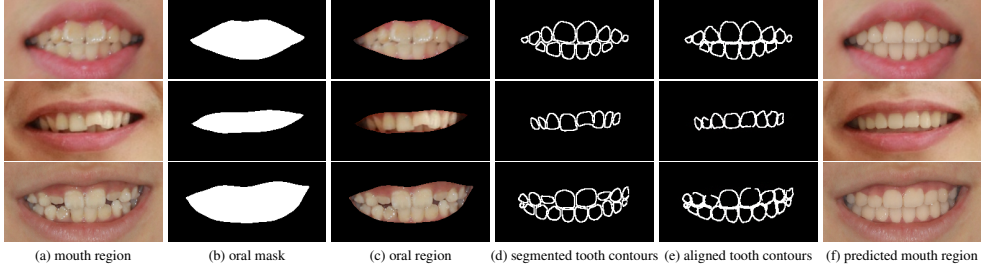 (a) mouth region (b) oral mask (c) oral region (d) segmented tooth contours (e) aligned tooth contours (f) predicted mouth region